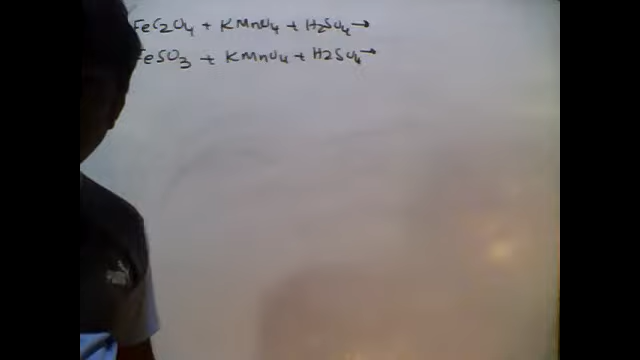 FeC2O4 + KMnO4 + H2SO4 →
FeSO3 + KMnO4 + H2SO4 →